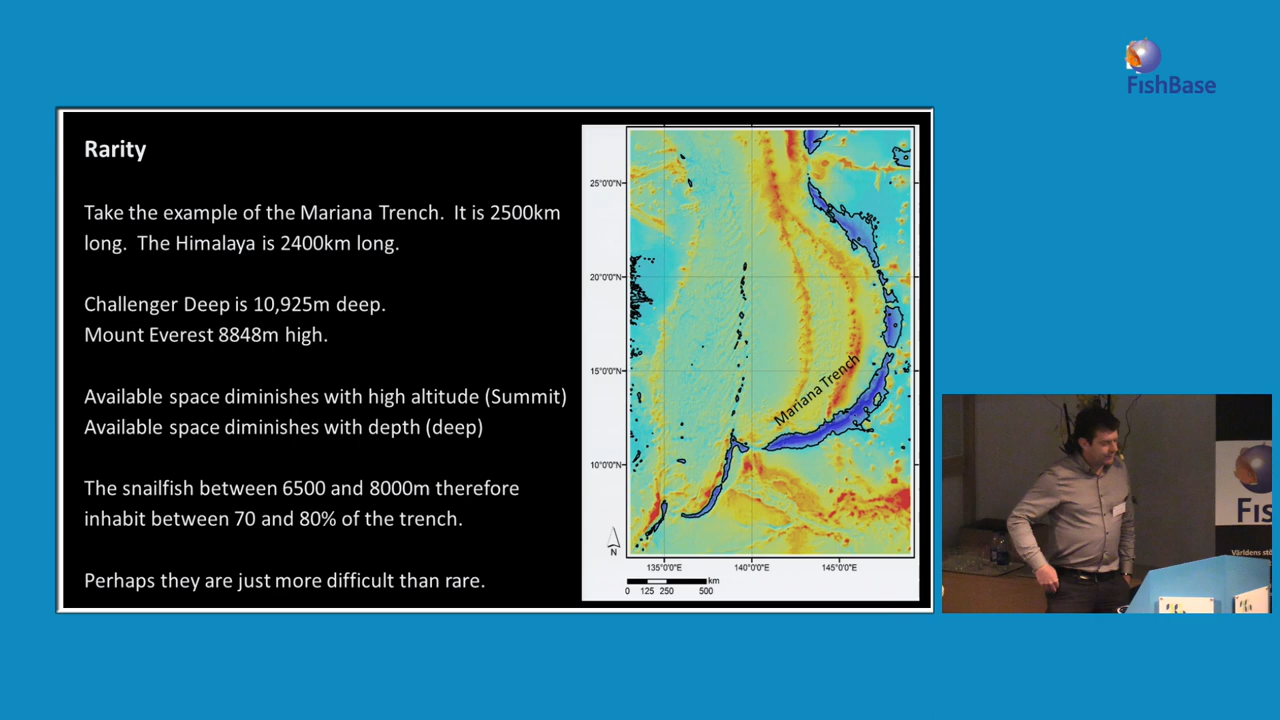 FishBase
Rarity
Take the example of the Mariana Trench. It is 2500km
long. The Himalaya is 2400km long.
Challenger Deep is 10,925m deep.
Mount Everest 8848m high.
Available space diminishes with high altitude (Summit)
Available space diminishes with depth (deep)
The snailfish between 6500 and 8000m therefore
inhabit between 70 and 80% of the trench.
Perhaps they are just more difficult than rare.
25°0'0"N
20°0'0"N
15°0'0"N
10°0'0"N
Mariana Trench
N
135°0'0"E 140°0'0"E 145°0'0"E
km
0 125 250 500
Fis
Världens stö